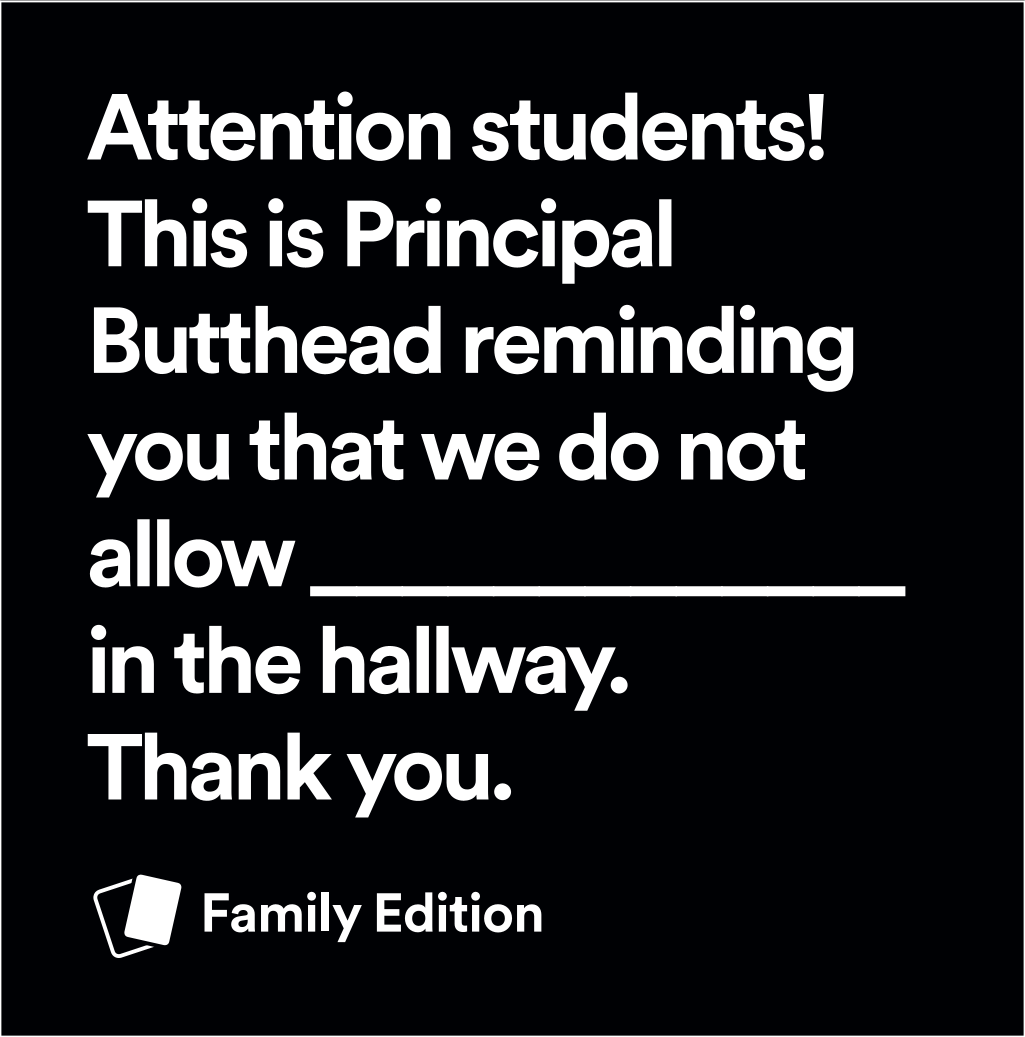 Attention students!
This is Principal
Butthead reminding
you that we do not
allow _____________
in the hallway.
Thank you.
Family Edition